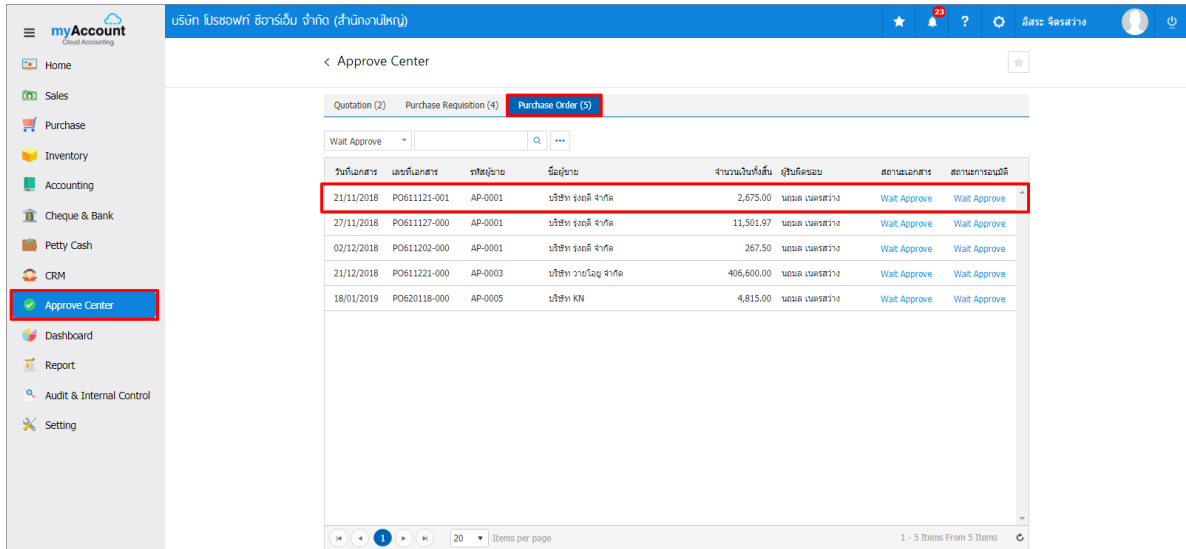 myAccount
Cloud Accounting
บริษัท โปรซอฟท์ ซีอาร์เอ็ม จำกัด (สำนักงานใหญ่)
23
?
อิสระ จิตรสว่าง
Home
Sales
Purchase
Inventory
Accounting
Cheque & Bank
Petty Cash
CRM
Approve Center
Dashboard
Report
Audit & Internal Control
Setting
< Approve Center
Quotation (2) Purchase Requisition (4) Purchase Order (5)
Wait Approve
วันที่เอกสาร เลขที่เอกสาร รหัสผู้ขาย ชื่อผู้ขาย จำนวนเงินทั้งสิ้น ผู้รับผิดชอบ สถานะเอกสาร สถานะการอนุมัติ
21/11/2018 PO611121-001 AP-0001 บริษัท รุ่งฤดี จำกัด 2,675.00 นฤมล เนตรสว่าง Wait Approve Wait Approve
27/11/2018 PO611127-000 AP-0001 บริษัท รุ่งฤดี จำกัด 11,501.97 นฤมล เนตรสว่าง Wait Approve Wait Approve
02/12/2018 PO611202-000 AP-0001 บริษัท รุ่งฤดี จำกัด 267.50 นฤมล เนตรสว่าง Wait Approve Wait Approve
21/12/2018 PO611221-000 AP-0003 บริษัท วายโอยู จำกัด 406,600.00 นฤมล เนตรสว่าง Wait Approve Wait Approve
18/01/2019 PO620118-000 AP-0005 บริษัท KN 4,815.00 นฤมล เนตรสว่าง Wait Approve Wait Approve
1 20 Items per page 1 - 5 Items From 5 Items